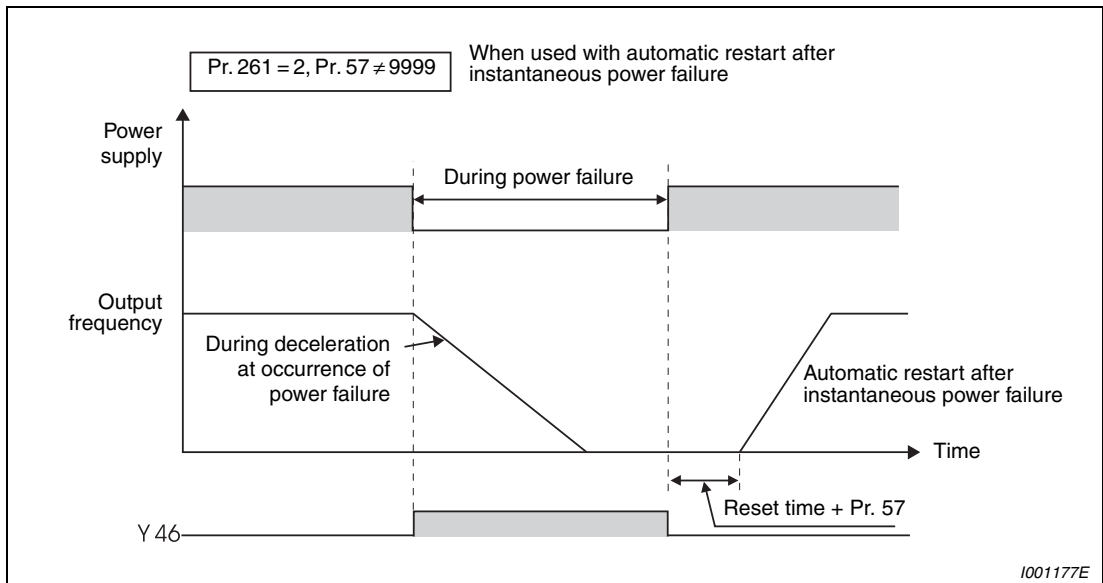 Pr. 261 = 2, Pr. 57 ≠ 9999
When used with automatic restart after
instantaneous power failure
Power
supply
During power failure
Output
frequency
During deceleration
at occurrence of
power failure
Automatic restart after
instantaneous power failure
Time
Reset time + Pr. 57
Y 46
I001177E